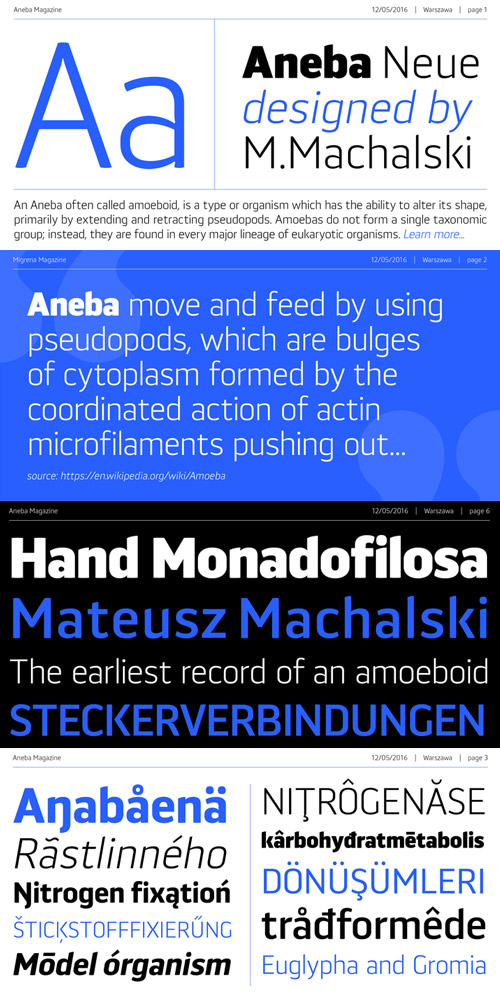 Aneba Magazine 12/05/2016 | Warszawa | page 1
Aa
Aneba Neue
designed by
M.Machalski
An Aneba often called amoeboid, is a type or organism which has the ability to alter its shape,
primarily by extending and retracting pseudopods. Amoebas do not form a single taxonomic
group; instead, they are found in every major lineage of eukaryotic organisms. Learn more...
Migrena Magazine 12/05/2016 | Warszawa | page 2
Aneba move and feed by using
pseudopods, which are bulges
of cytoplasm formed by the
coordinated action of actin
microfilaments pushing out...
source: https://en.wikipedia.org/wiki/Amoeba
Aneba Magazine 12/05/2016 | Warszawa | page 6
Hand Monadofilosa
Mateusz Machalski
The earliest record of an amoeboid
STECKERVERBINDUNGEN
Aneba Magazine 12/05/2016 | Warszawa | page 3
Aŋabåenä
Rãstlinného
Ŋitrogen fixątioń
ŠTICĶSTOFFFIXIERŰNG
Mōdel órganism
NIŢRÔGENĂSE
kârbohyđratmētabolis
DÖNÜŞÜMLERI
tråđformêde
Euglypha and Gromia